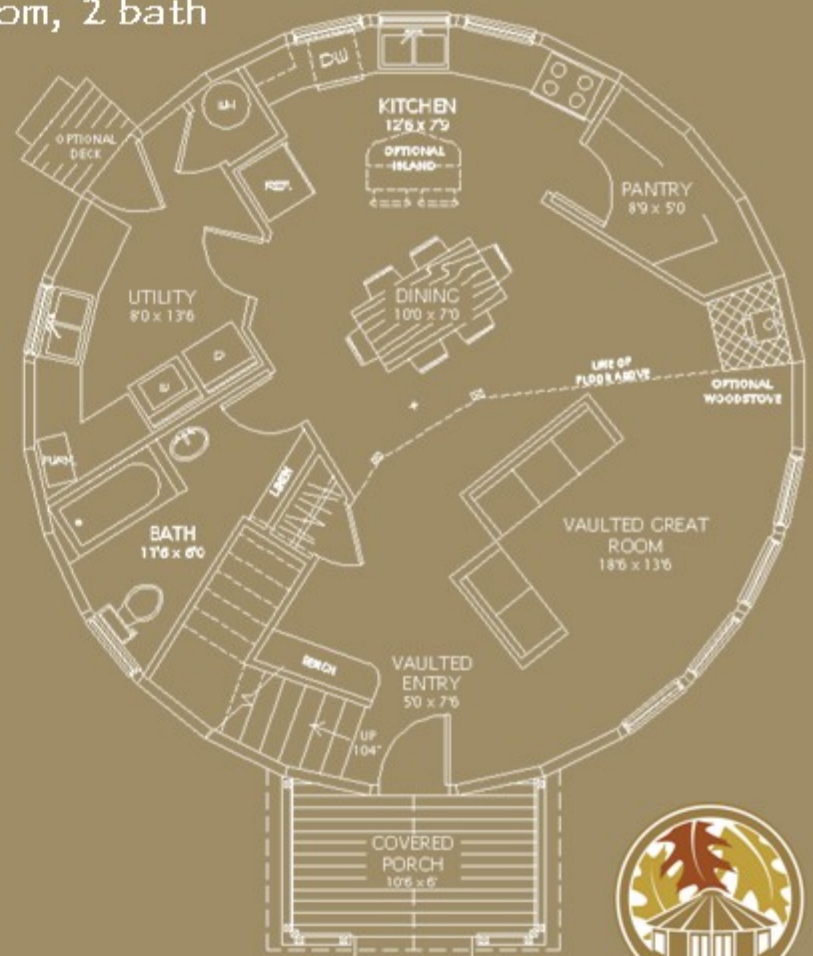 om, 2 bath
DW
WH
KITCHEN
12'6 x 7'9
OPTIONAL
ISLAND
OPTIONAL
DECK
REF.
PANTRY
8'9 x 5'0
UTILITY
8'0 x 13'6
DINING
10'0 x 7'0
LINE OF
FLOOR ABOVE
OPTIONAL
WOODSTOVE
W
D
FURN.
LINEN
BATH
11'6 x 6'0
VAULTED GREAT
ROOM
18'6 x 13'6
BENCH
VAULTED
ENTRY
5'0 x 7'6
UP
104"
COVERED
PORCH
10'6 x 6'